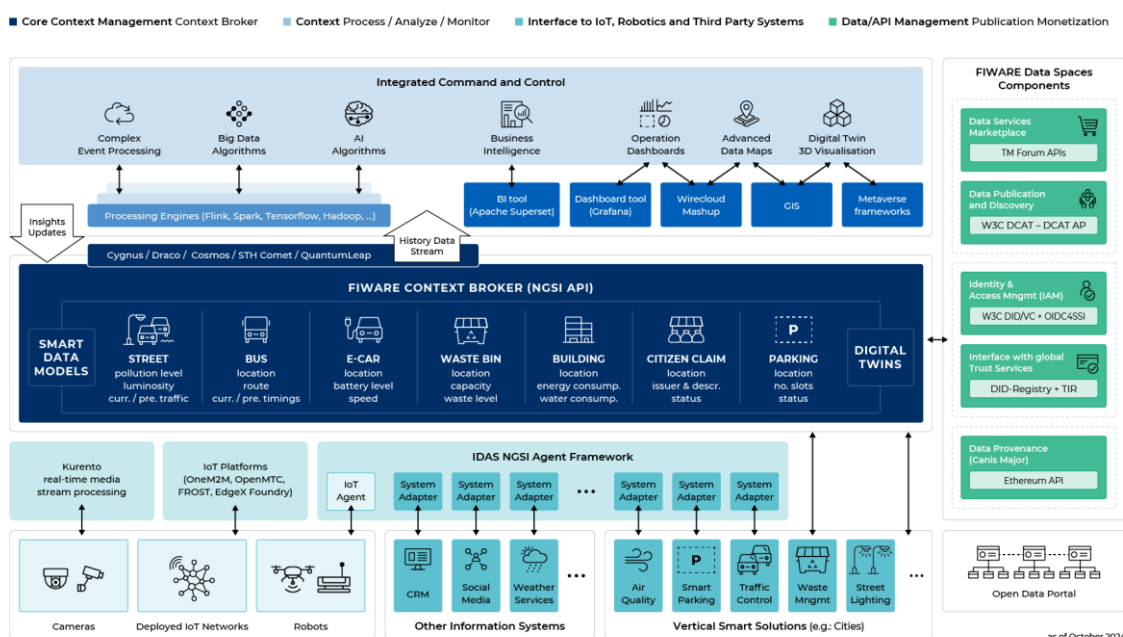 Core Context Management Context Broker
Context Process / Analyze / Monitor
Interface to IoT, Robotics and Third Party Systems
Data/API Management Publication Monetization
Integrated Command and Control
Complex
Event Processing
Big Data
Algorithms
AI
Algorithms
Business
Intelligence
Operation
Dashboards
Advanced
Data Maps
Digital Twin
3D Visualisation
Processing Engines (Flink, Spark, Tensorflow, Hadoop, ...)
BI tool
(Apache Superset)
Dashboard tool
(Grafana)
Wirecloud
Mashup
GIS
Metaverse
frameworks
Insights
Updates
History Data
Stream
Cygnus / Draco / Cosmos / STH Comet / QuantumLeap
FIWARE CONTEXT BROKER (NGSI API)
SMART
DATA
MODELS
STREET
pollution level
luminosity
curr. / pre. traffic
BUS
location
route
curr. / pre. timings
E-CAR
location
battery level
speed
WASTE BIN
location
capacity
waste level
BUILDING
location
energy consump.
water consump.
CITIZEN CLAIM
location
issuer & descr.
status
P
PARKING
location
no. slots
status
DIGITAL
TWINS
Kurento
real-time media
stream processing
IoT Platforms
(OneM2M, OpenMTC,
FROST, EdgeX Foundry)
IDAS NGSI Agent Framework
IoT
Agent
System
Adapter
System
Adapter
System
Adapter
...
System
Adapter
System
Adapter
System
Adapter
Cameras
Deployed IoT Networks
Robots
CRM
Social
Media
Weather
Services
...
Other Information Systems
Air
Quality
P
Smart
Parking
Traffic
Control
Waste
Mngmt
Street
Lighting
...
Vertical Smart Solutions (e.g.: Cities)
FIWARE Data Spaces
Components
Data Services
Marketplace
TM Forum APIs
Data Publication
and Discovery
W3C DCAT – DCAT AP
Identity &
Access Mngmt (IAM)
W3C DID/VC + OIDC4SSI
Interface with global
Trust Services
DID-Registry + TIR
Data Provenance
(Canis Major)
Ethereum API
Open Data Portal
as of October 2024